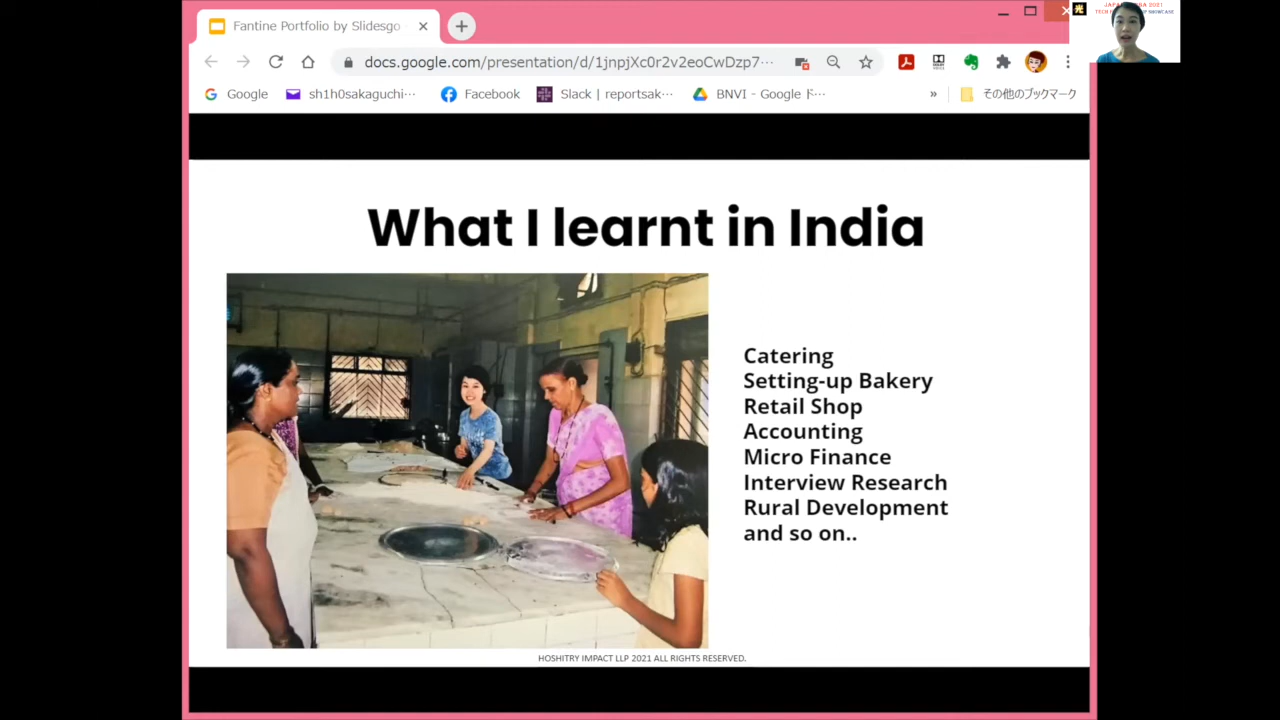 Fantine Portfolio by Slidesgo
docs.google.com/presentation/d/1jnpjXc0r2v2eoCwDzp7···
Google
sh1h0sakaguchi···
Facebook
Slack | reportsak···
BNVI - Google ド···
»
その他のブックマーク
What I learnt in India
Catering
Setting-up Bakery
Retail Shop
Accounting
Micro Finance
Interview Research
Rural Development
and so on..
HOSHITRY IMPACT LLP 2021 ALL RIGHTS RESERVED.